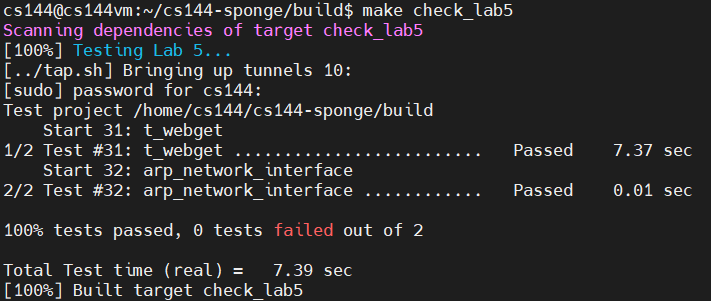 cs144@cs144vm:~/cs144-sponge/build$ make check_lab5
Scanning dependencies of target check_lab5
[100%] Testing Lab 5...
[../tap.sh] Bringing up tunnels 10:
[sudo] password for cs144:
Test project /home/cs144/cs144-sponge/build
    Start 31: t_webget
1/2 Test #31: t_webget .........................   Passed    7.37 sec
    Start 32: arp_network_interface
2/2 Test #32: arp_network_interface ............   Passed    0.01 sec

100% tests passed, 0 tests failed out of 2

Total Test time (real) =   7.39 sec
[100%] Built target check_lab5